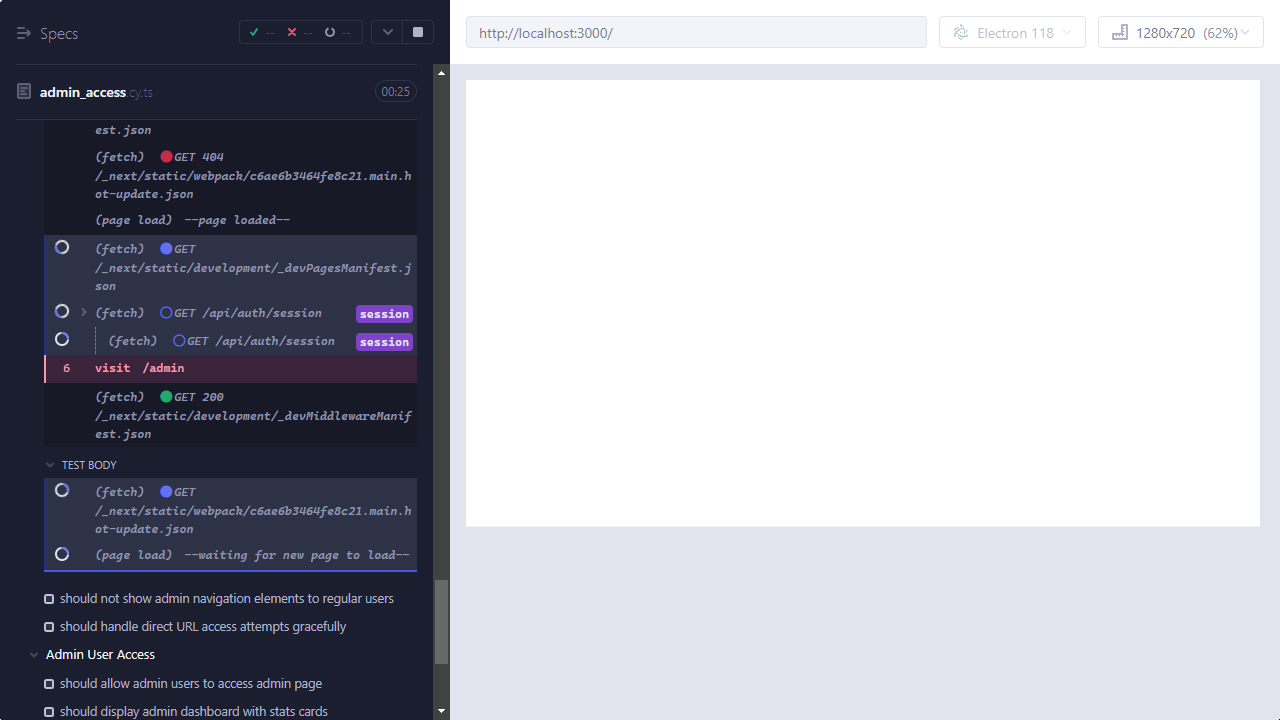 Specs
--
--
--
http://localhost:3000/
Electron 118
1280x720 (62%)
admin_access.cy.ts
00:25
est.json
(fetch) GET 404
/_next/static/webpack/c6ae6b3464fe8c21.main.h
ot-update.json
(page load) --page loaded--
(fetch) GET
/_next/static/development/_devPagesManifest.j
son
(fetch) GET /api/auth/session session
(fetch) GET /api/auth/session session
6 visit /admin
(fetch) GET 200
/_next/static/development/_devMiddlewareManif
est.json
TEST BODY
(fetch) GET
/_next/static/webpack/c6ae6b3464fe8c21.main.h
ot-update.json
(page load) --waiting for new page to load--
should not show admin navigation elements to regular users
should handle direct URL access attempts gracefully
Admin User Access
should allow admin users to access admin page
should display admin dashboard with stats cards